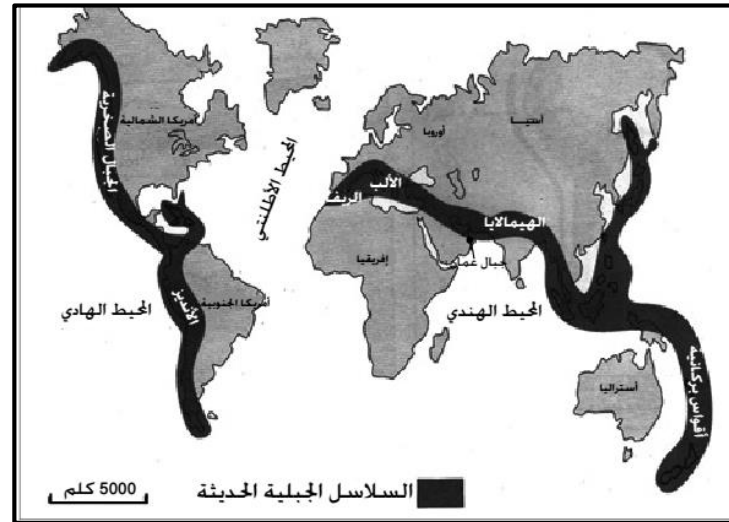 أمريكا الشمالية
الجبال الصخرية
المحيط الأطلنتي
أوروبا
أسيـــا
الألب
الريف
الهيمالايا
جبال عمان
إفريقيا
المحيط الهادي
الأنديز
أمريكا الجنوبية
المحيط الهندي
أستراليا
أقواس بركانية
السلاسل الجبلية الحديثة
5000 كلم